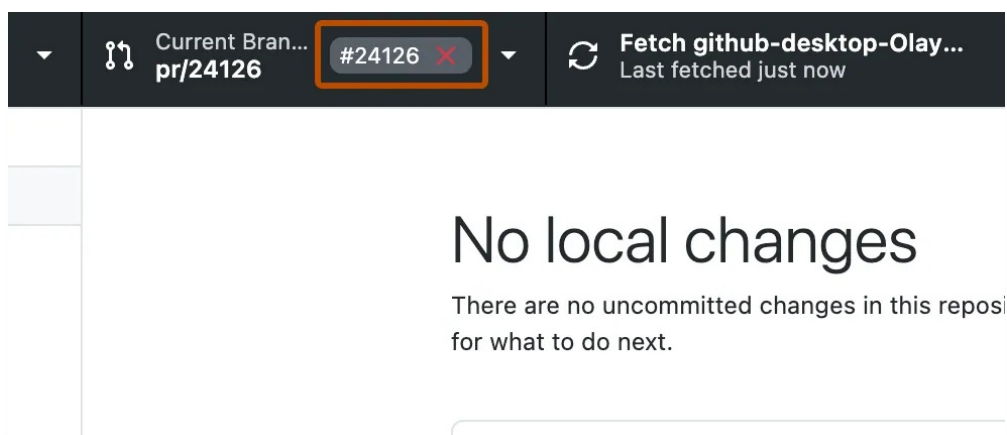 Current Bran...
pr/24126
#24126
Fetch github-desktop-Olay...
Last fetched just now
No local changes
There are no uncommitted changes in this reposi
for what to do next.